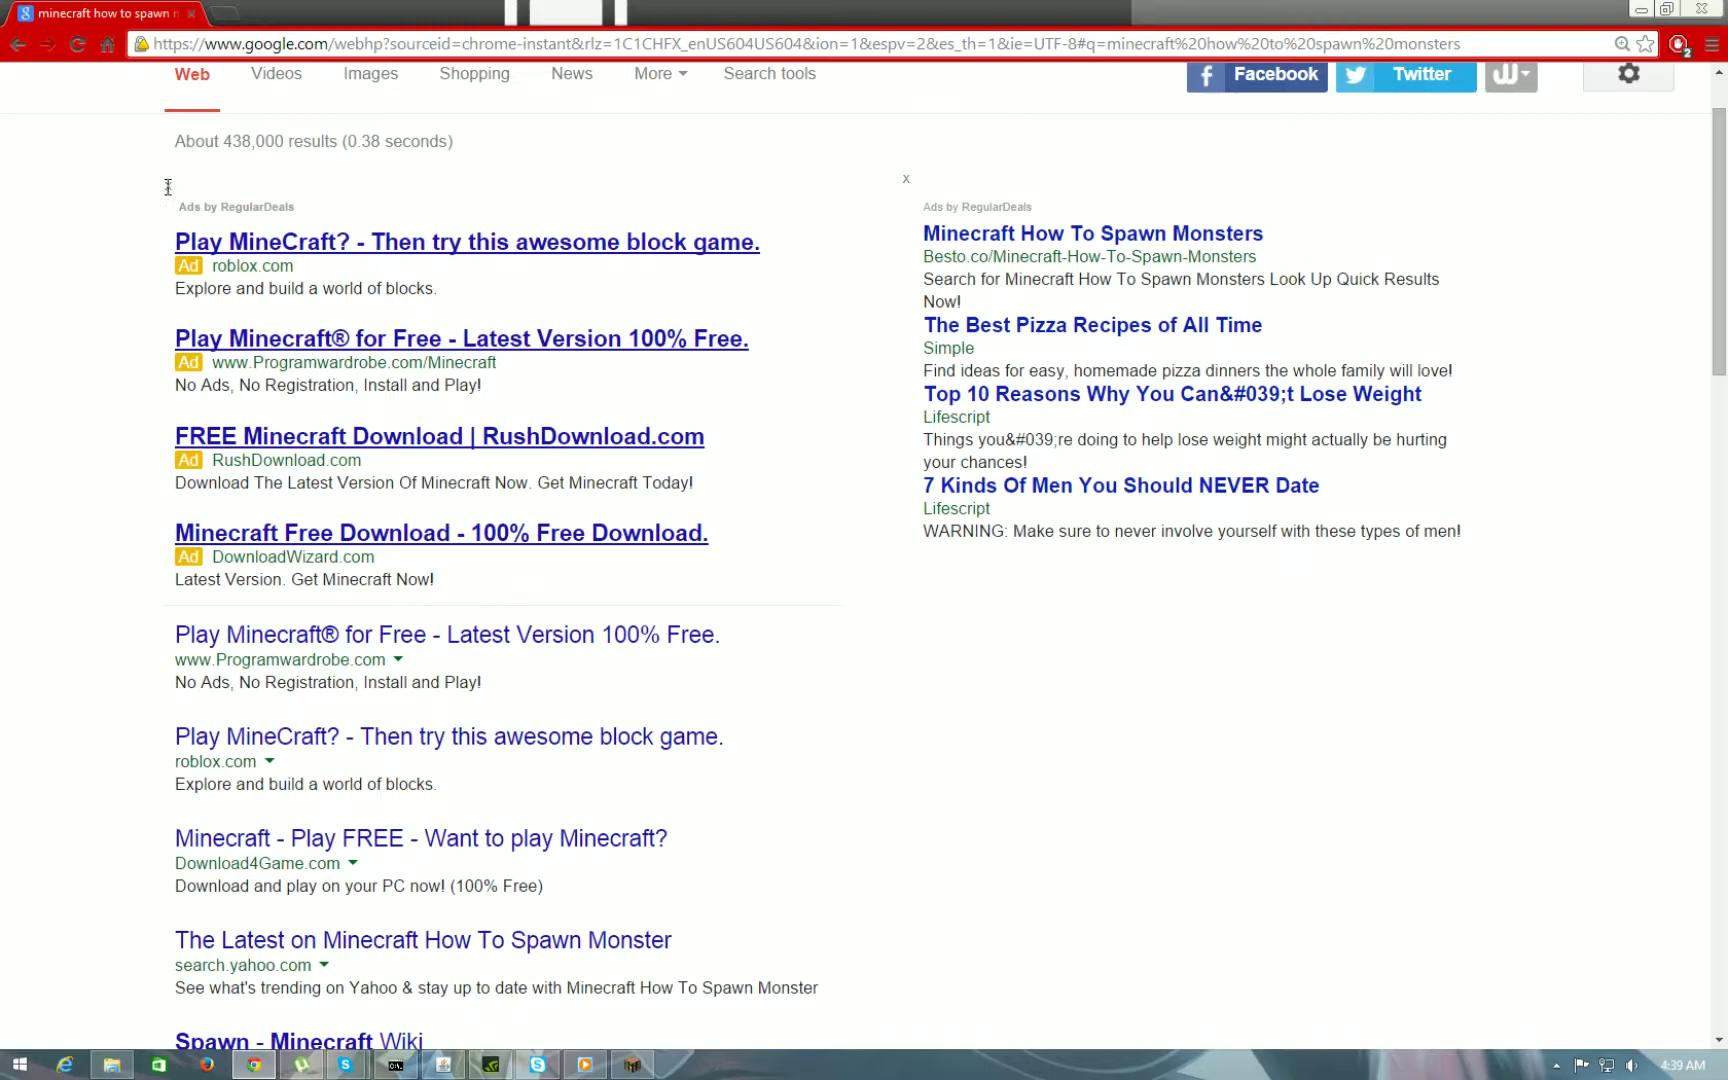 minecraft how to spawn
https://www.google.com/webhp?sourceid=chrome-instant&rlz=1C1CHFX_enUS604US604&ion=1&espv=2&es_th=1&ie=UTF-8#q=minecraft%20how%20to%20spawn%20monsters
2
Web Videos Images Shopping News More Search tools
Facebook Twitter
About 438,000 results (0.38 seconds)
Ads by RegularDeals
Play MineCraft? - Then try this awesome block game.
Ad roblox.com
Explore and build a world of blocks.
Play Minecraft® for Free - Latest Version 100% Free.
Ad www.Programwardrobe.com/Minecraft
No Ads, No Registration, Install and Play!
FREE Minecraft Download | RushDownload.com
Ad RushDownload.com
Download The Latest Version Of Minecraft Now. Get Minecraft Today!
Minecraft Free Download - 100% Free Download.
Ad DownloadWizard.com
Latest Version. Get Minecraft Now!
Play Minecraft® for Free - Latest Version 100% Free.
www.Programwardrobe.com
No Ads, No Registration, Install and Play!
Play MineCraft? - Then try this awesome block game.
roblox.com
Explore and build a world of blocks.
Minecraft - Play FREE - Want to play Minecraft?
Download4Game.com
Download and play on your PC now! (100% Free)
The Latest on Minecraft How To Spawn Monster
search.yahoo.com
See what's trending on Yahoo & stay up to date with Minecraft How To Spawn Monster
Spawn - Minecraft Wiki
x
Ads by RegularDeals
Minecraft How To Spawn Monsters
Besto.co/Minecraft-How-To-Spawn-Monsters
Search for Minecraft How To Spawn Monsters Look Up Quick Results
Now!
The Best Pizza Recipes of All Time
Simple
Find ideas for easy, homemade pizza dinners the whole family will love!
Top 10 Reasons Why You Can&#039;t Lose Weight
Lifescript
Things you&#039;re doing to help lose weight might actually be hurting
your chances!
7 Kinds Of Men You Should NEVER Date
Lifescript
WARNING: Make sure to never involve yourself with these types of men!
4:39 AM